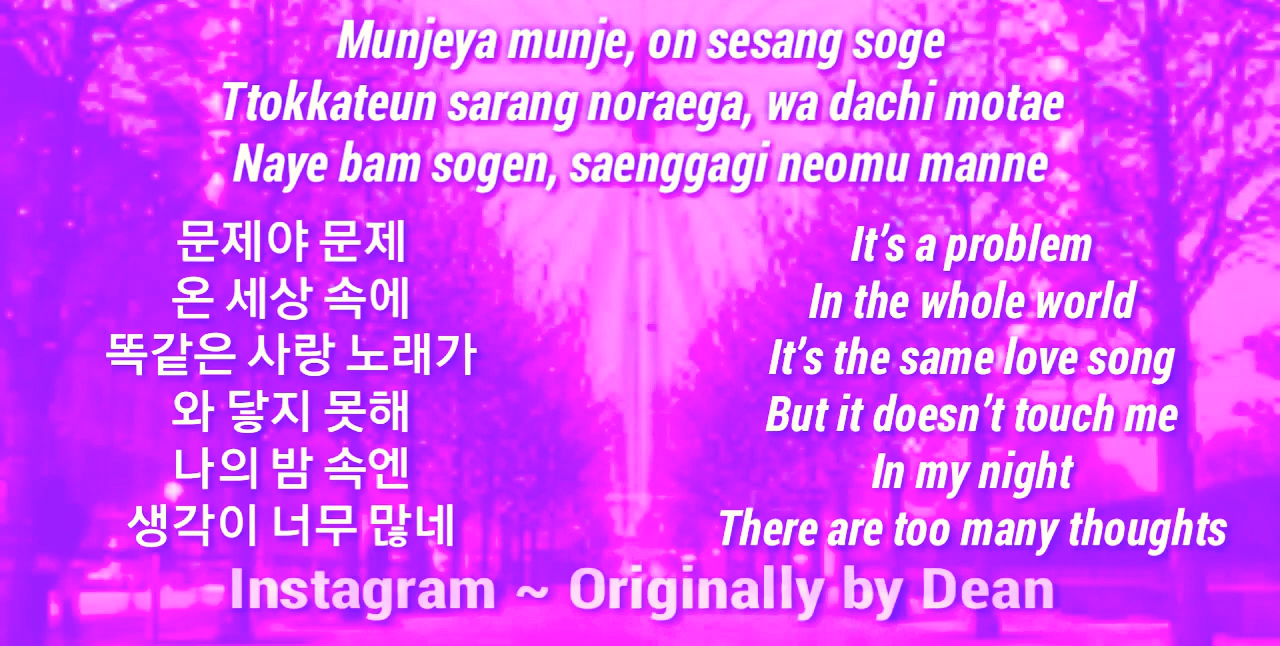 Munjeya munje, on sesang soge
Ttokkateun sarang noraega, wa dachi motae
Naye bam sogen, saenggagi neomu manne
문제야 문제
온 세상 속에
똑같은 사랑 노래가
와 닿지 못해
나의 밤 속엔
생각이 너무 많네
It's a problem
In the whole world
It's the same love song
But it doesn't touch me
In my night
There are too many thoughts
Instagram ~ Originally by Dean